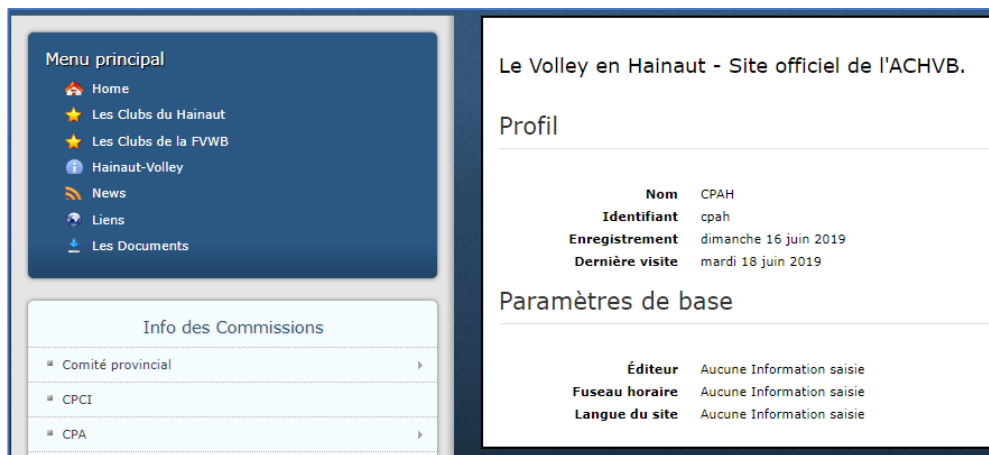 Menu principal
Home
Les Clubs du Hainaut
Les Clubs de la FVWB
Hainaut-Volley
News
Liens
Les Documents
Info des Commissions
Comité provincial
CPCI
CPA
Le Volley en Hainaut - Site officiel de l'ACHVB.
Profil
Nom CPAH
Identifiant cpah
Enregistrement dimanche 16 juin 2019
Dernière visite mardi 18 juin 2019
Paramètres de base
Éditeur Aucune Information saisie
Fuseau horaire Aucune Information saisie
Langue du site Aucune Information saisie